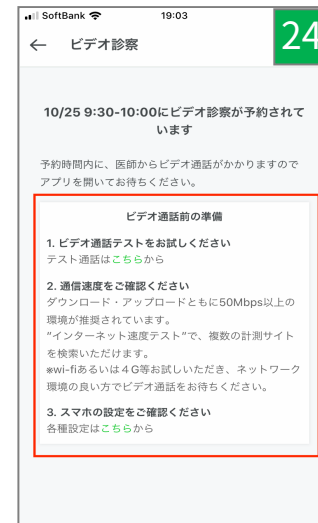 SoftBank 19:03
ビデオ診察
24
10/25 9:30-10:00にビデオ診察が予約されて
います
予約時間内に、医師からビデオ通話がかかりますので
アプリを開いてお待ちください。
ビデオ通話前の準備
1. ビデオ通話テストをお試しください
テスト通話はこちらから
2. 通信速度をご確認ください
ダウンロード・アップロードともに50Mbps以上の
環境が推奨されています。
“インターネット速度テスト”で、複数の計測サイト
を検索いただけます。
※wi-fiあるいは４G等お試しいただき、ネットワーク
環境の良い方でビデオ通話をお待ちください。
3. スマホの設定をご確認ください
各種設定はこちらから